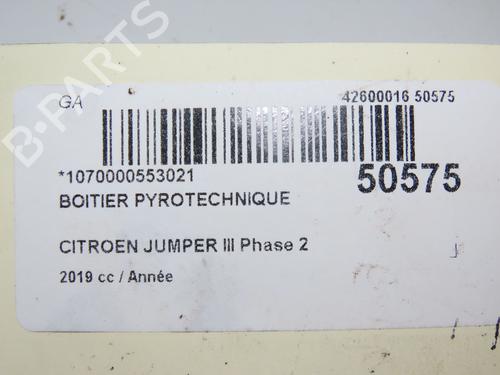 GA
42600016 50575
*1070000553021
50575
BOITIER PYROTECHNIQUE
CITROEN JUMPER III Phase 2
2019 cc / Année
B-PARTS